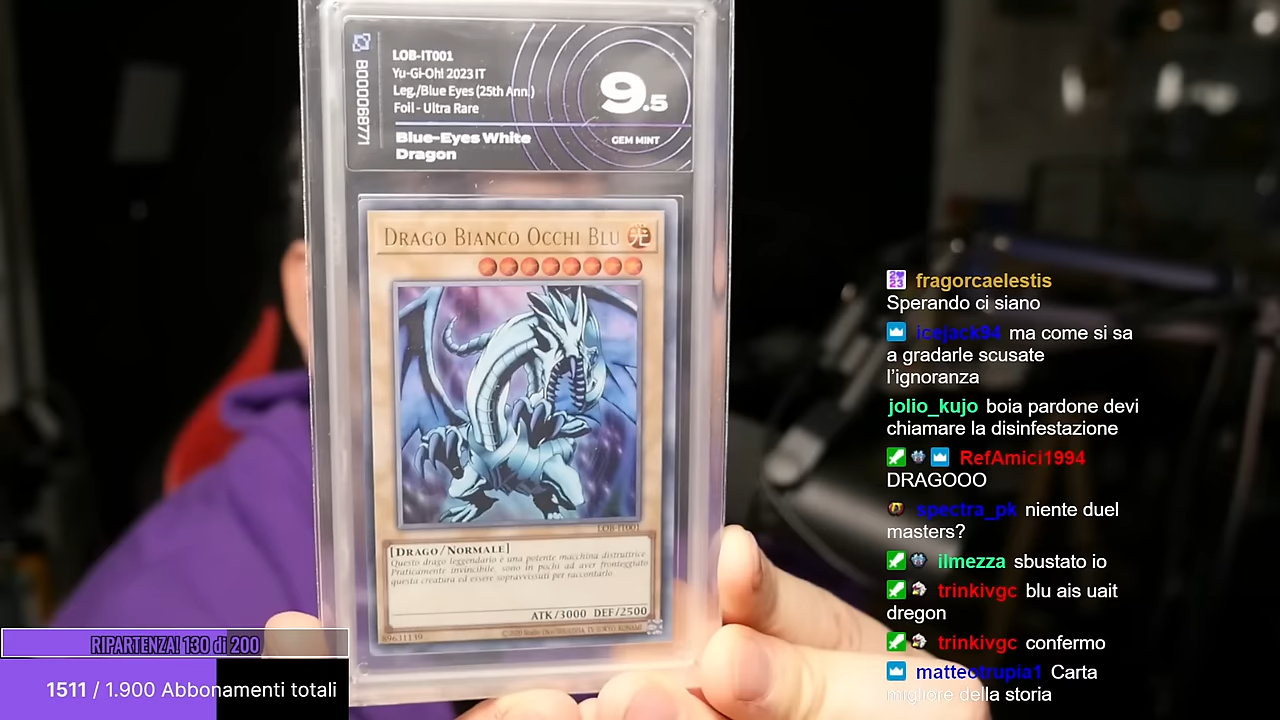 B000068771
LOB-IT001
Yu-Gi-Oh! 2023 IT
Leg./Blue Eyes (25th Ann.)
Foil - Ultra Rare
Blue-Eyes White
Dragon
9.5
GEM MINT
DRAGO BIANCO OCCHI BLU
光
LOB-IT001
[DRAGO/NORMALE]
Questo drago leggendario è una potente macchina distruttrice.
Praticamente invincibile, sono in pochi ad aver fronteggiato
questa creatura ed essere sopravvissuti per raccontarlo.
ATK/3000 DEF/2500
89631139
fragorcaelestis
Sperando ci siano
icejack94 ma come si sa
a gradarle scusate
l'ignoranza
jolio_kujo boia pardone devi
chiamare la disinfestazione
RefAmici1994
DRAGOOO
spectra_pk niente duel
masters?
ilmezza sbustato io
trinkivgc blu ais uait
dregon
trinkivgc confermo
matteotrupia1 Carta
migliore della storia
RIPARTENZA! 130 di 200
1511 / 1.900 Abbonamenti totali